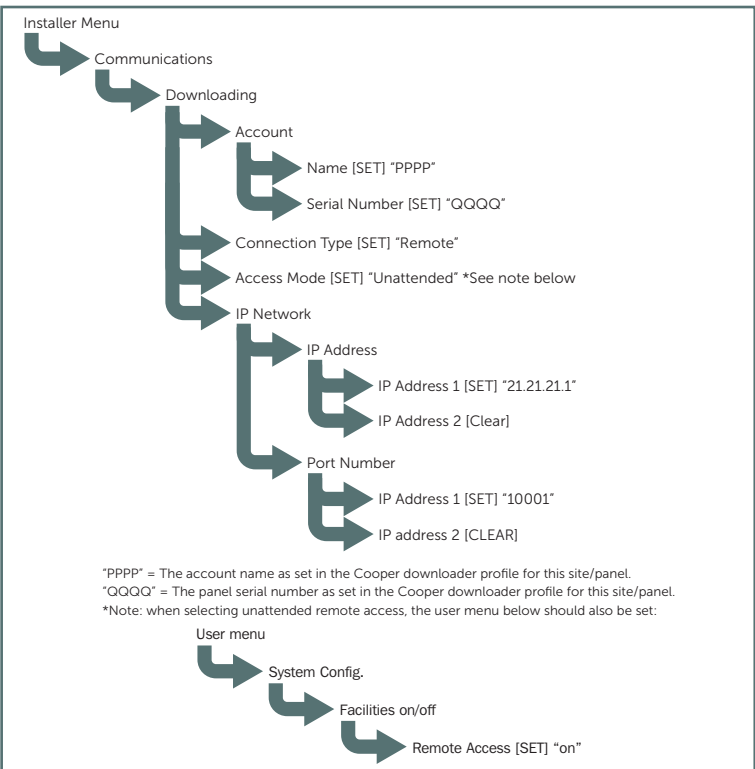 Installer Menu
Communications
Downloading
Account
Name [SET] “PPPP”
Serial Number [SET] “QQQQ”
Connection Type [SET] “Remote”
Access Mode [SET] “Unattended” *See note below
IP Network
IP Address
IP Address 1 [SET] “21.21.21.1”
IP Address 2 [Clear]
Port Number
IP Address 1 [SET] “10001”
IP address 2 [CLEAR]
“PPPP” = The account name as set in the Cooper downloader profile for this site/panel.
“QQQQ” = The panel serial number as set in the Cooper downloader profile for this site/panel.
*Note: when selecting unattended remote access, the user menu below should also be set:
User menu
System Config.
Facilities on/off
Remote Access [SET] “on”